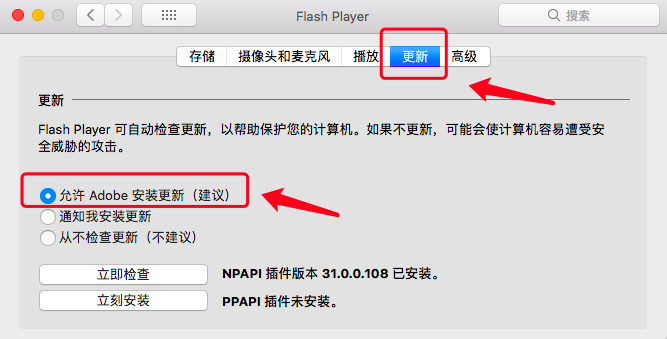 Flash Player
搜索
存储 摄像头和麦克风 播放 更新 高级
更新
Flash Player 可自动检查更新，以帮助保护您的计算机。如果不更新，可能会使计算机容易遭受安
全威胁的攻击。
允许 Adobe 安装更新（建议）
通知我安装更新
从不检查更新（不建议）
立即检查 NPAPI 插件版本 31.0.0.108 已安装。
立刻安装 PPAPI 插件未安装。